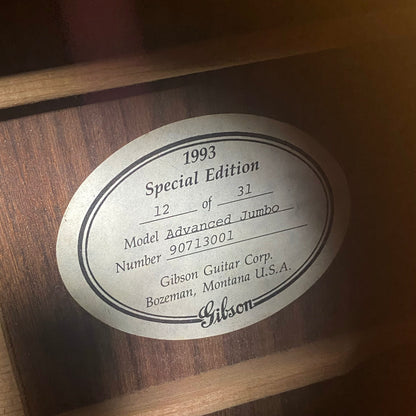 1993
Special Edition
12 of 31
Model Advanced Jumbo
Number 90713001
Gibson Guitar Corp.
Bozeman, Montana U.S.A.
Gibson